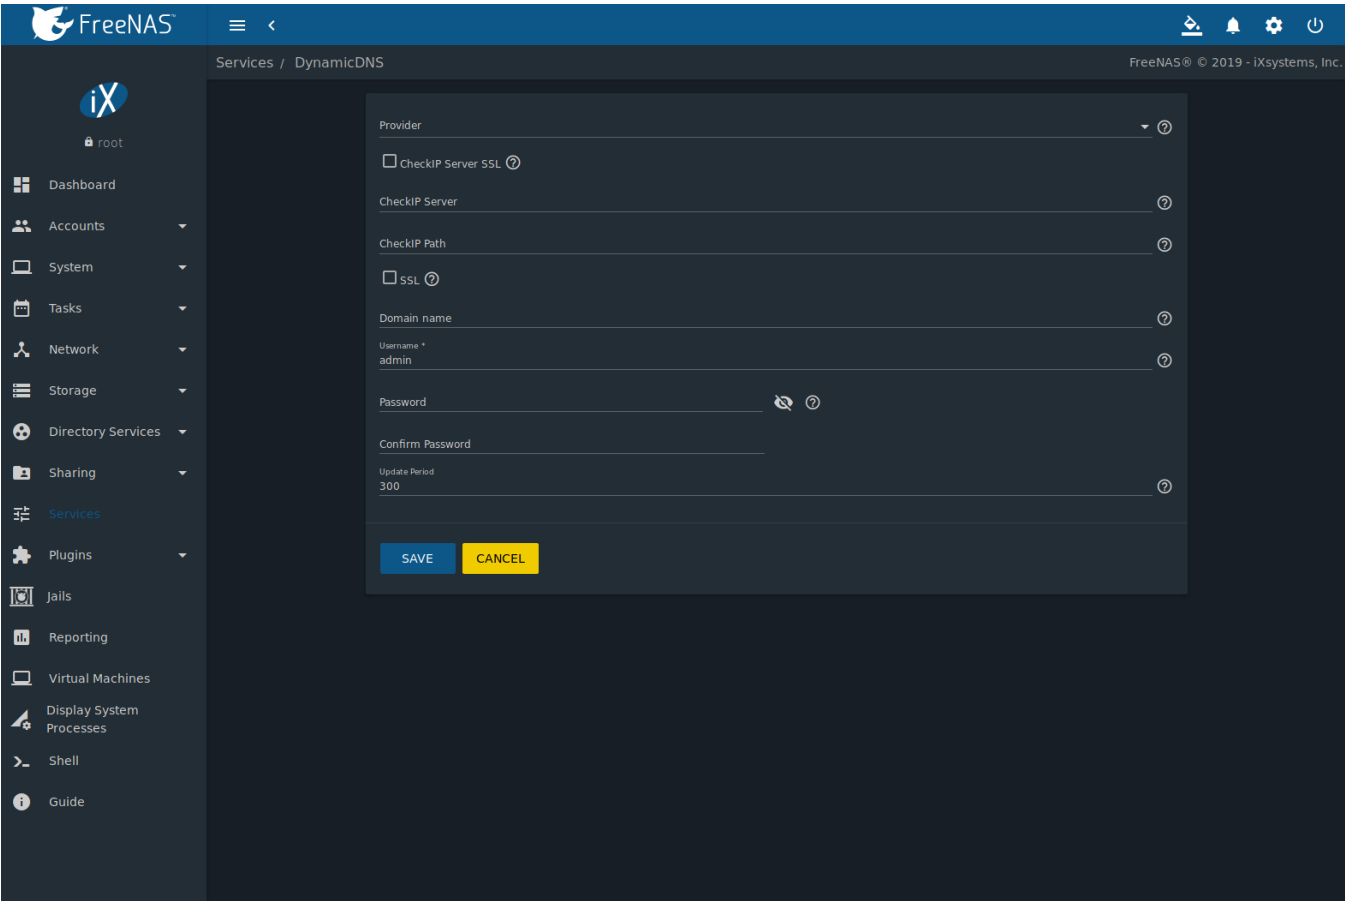 FreeNAS™
Services / DynamicDNS
FreeNAS® © 2019 - iXsystems, Inc.
iX
root
Dashboard
Accounts
System
Tasks
Network
Storage
Directory Services
Sharing
Services
Plugins
Jails
Reporting
Virtual Machines
Display System
Processes
Shell
Guide
Provider
CheckIP Server SSL
CheckIP Server
CheckIP Path
SSL
Domain name
Username *
admin
Password
Confirm Password
Update Period
300
SAVE
CANCEL